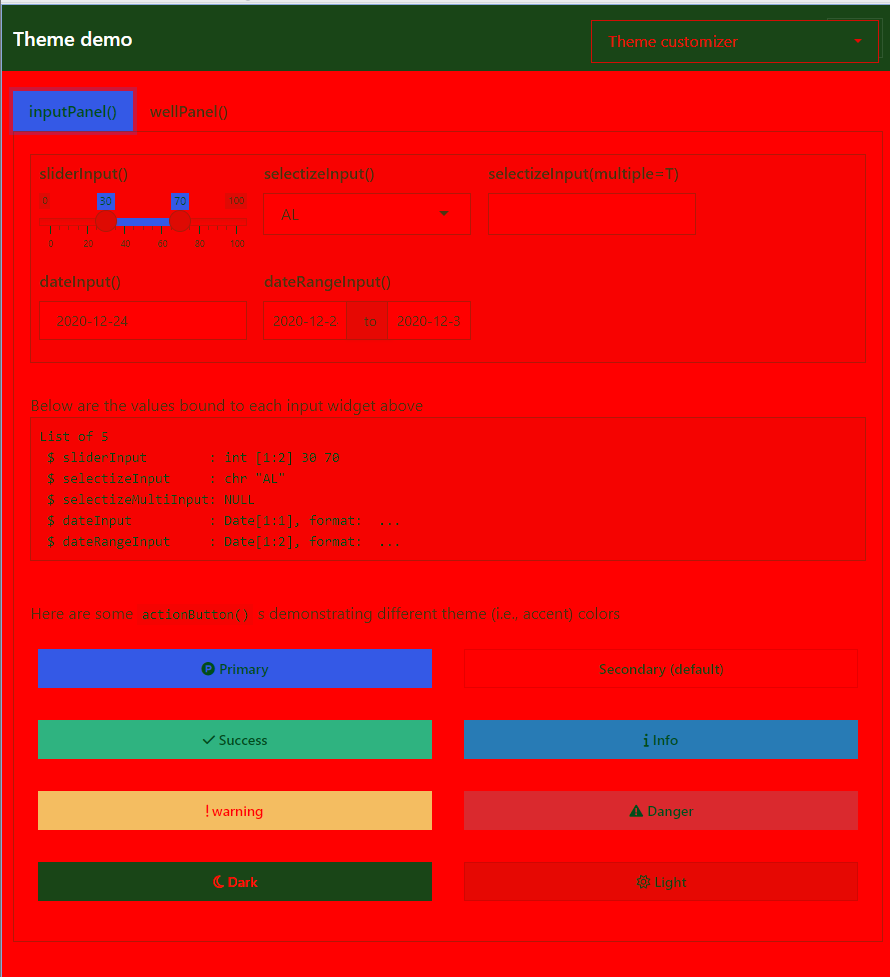 Theme demo
Theme customizer
inputPanel() wellPanel()
sliderInput() selectizeInput() selectizeInput(multiple=T)
0 30 70 100
AL
0 20 40 60 80 100
dateInput() dateRangeInput()
2020-12-24 2020-12-2 to 2020-12-3
Below are the values bound to each input widget above
List of 5
$ sliderInput : int [1:2] 30 70
$ selectizeInput : chr "AL"
$ selectizeMultiInput: NULL
$ dateInput : Date[1:1], format: ...
$ dateRangeInput : Date[1:2], format: ...
Here are some actionButton() s demonstrating different theme (i.e., accent) colors
Primary Secondary (default)
Success Info
warning Danger
Dark Light